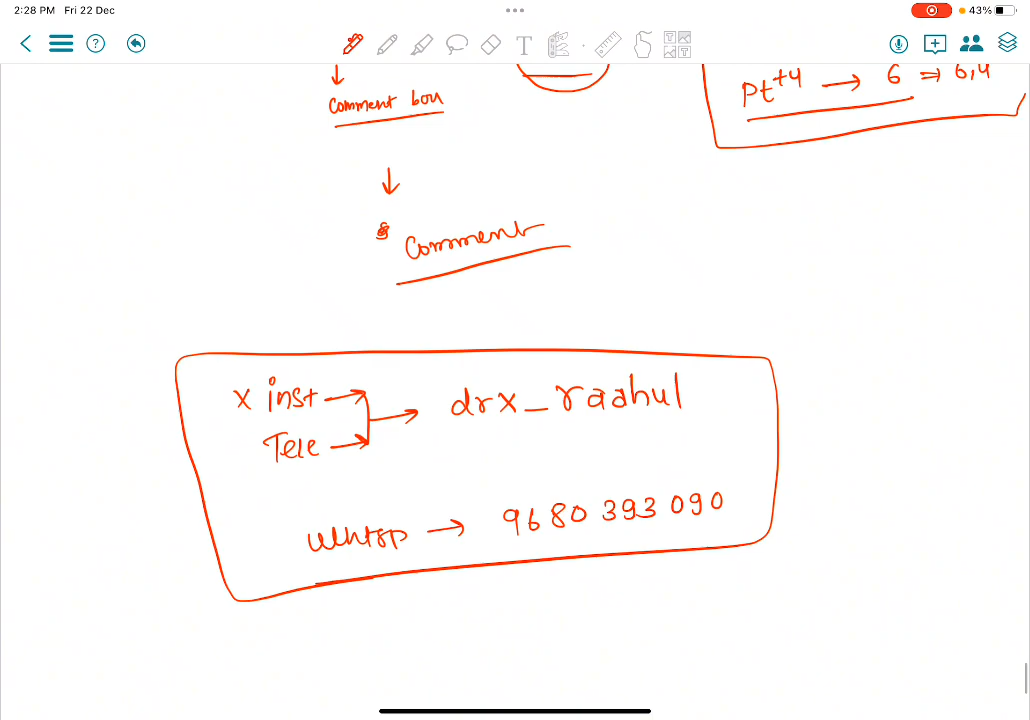 2:28 PM Fri 22 Dec
43%
Comment box
Pt+4 → 6 ⇒ 6,4
↓
Comment
x inst → drx_raahul
Tele →
Whtsp → 9680 393 090